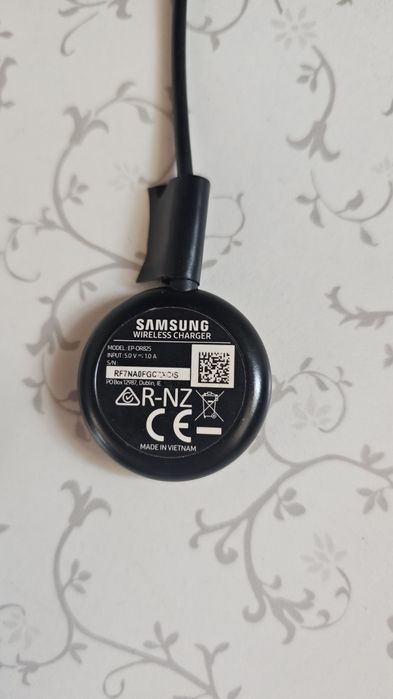 SAMSUNG
WIRELESS CHARGER
MODEL: EP-OR825
INPUT: 5.0 V ⎓ 1.0 A
S/N:
PO Box 12987, Dublin, IE
R-NZ
CE
MADE IN VIETNAM